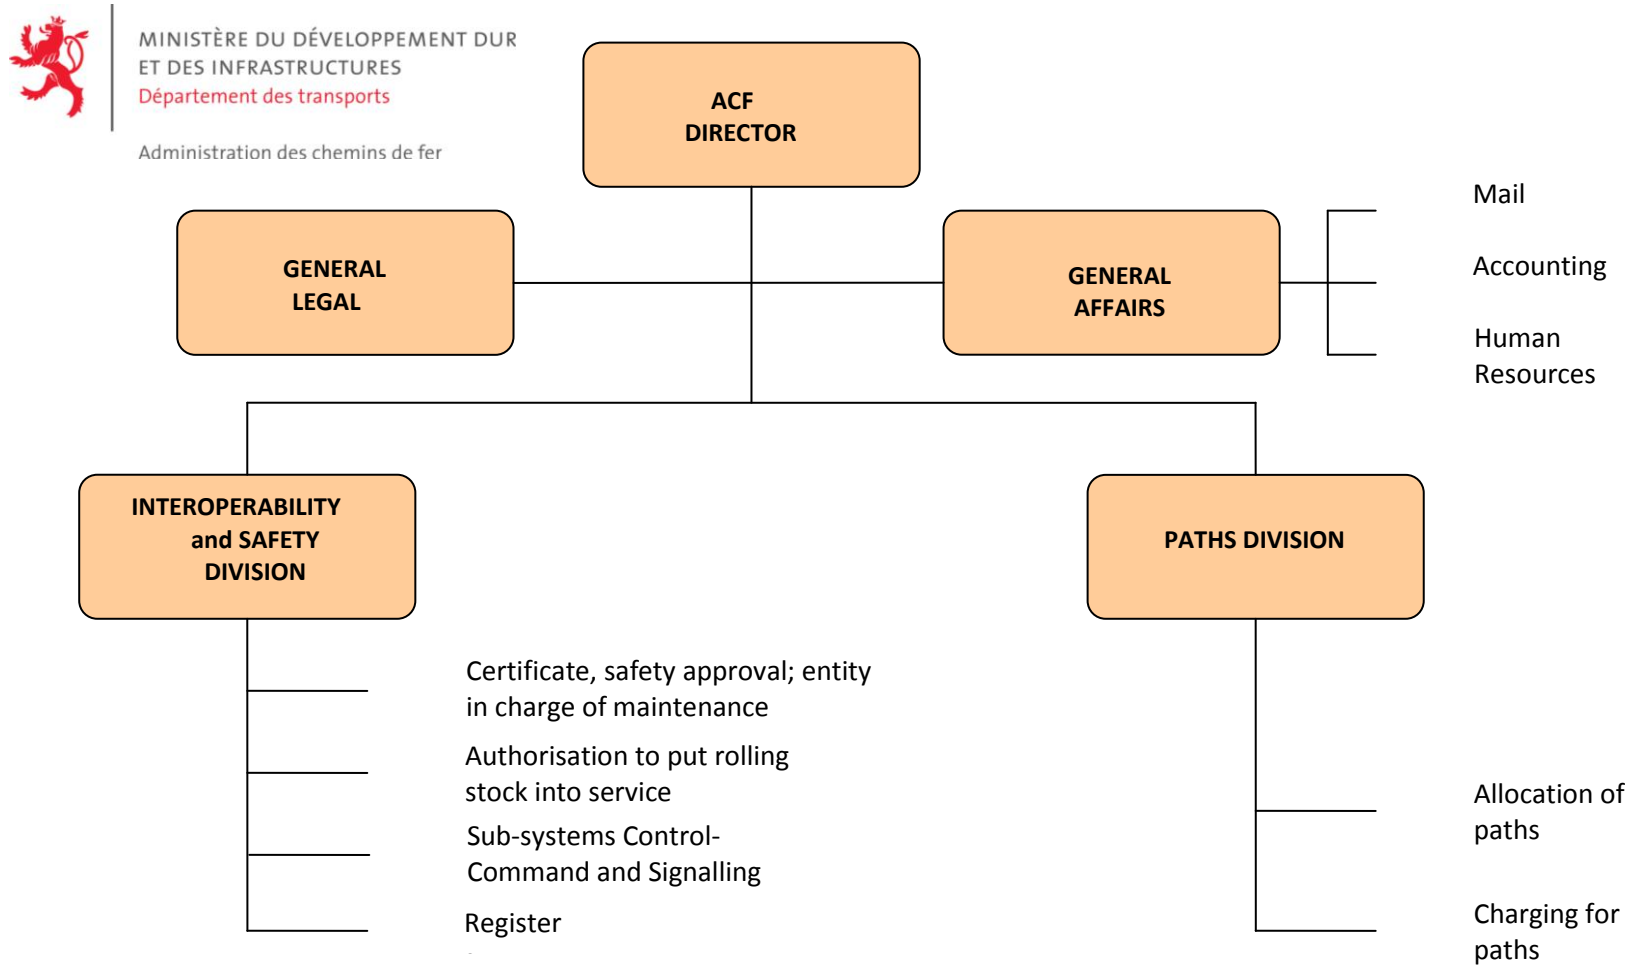 MINISTÈRE DU DÉVELOPPEMENT DUR
ET DES INFRASTRUCTURES
Département des transports
Administration des chemins de fer
ACF
DIRECTOR
GENERAL
LEGAL
GENERAL
AFFAIRS
Mail
Accounting
Human
Resources
INTEROPERABILITY
and SAFETY
DIVISION
PATHS DIVISION
Certificate, safety approval; entity
in charge of maintenance
Authorisation to put rolling
stock into service
Sub-systems Control-
Command and Signalling
Register
Allocation of
paths
Charging for
paths